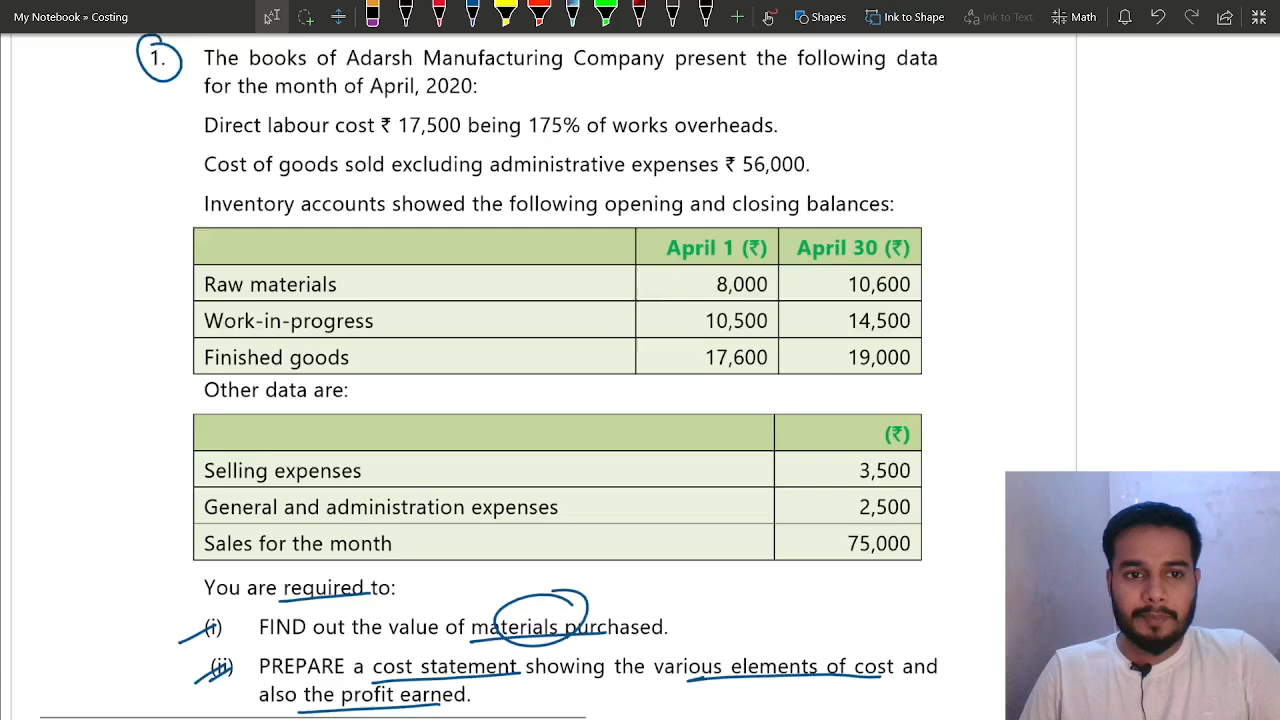 My Notebook » Costing
Shapes Ink to Shape Ink to Text Math
1. The books of Adarsh Manufacturing Company present the following data
for the month of April, 2020:
Direct labour cost ₹ 17,500 being 175% of works overheads.
Cost of goods sold excluding administrative expenses ₹ 56,000.
Inventory accounts showed the following opening and closing balances:
April 1 (₹) April 30 (₹)
Raw materials 8,000 10,600
Work-in-progress 10,500 14,500
Finished goods 17,600 19,000
Other data are:
(₹)
Selling expenses 3,500
General and administration expenses 2,500
Sales for the month 75,000
You are required to:
(i) FIND out the value of materials purchased.
(ii) PREPARE a cost statement showing the various elements of cost and
also the profit earned.